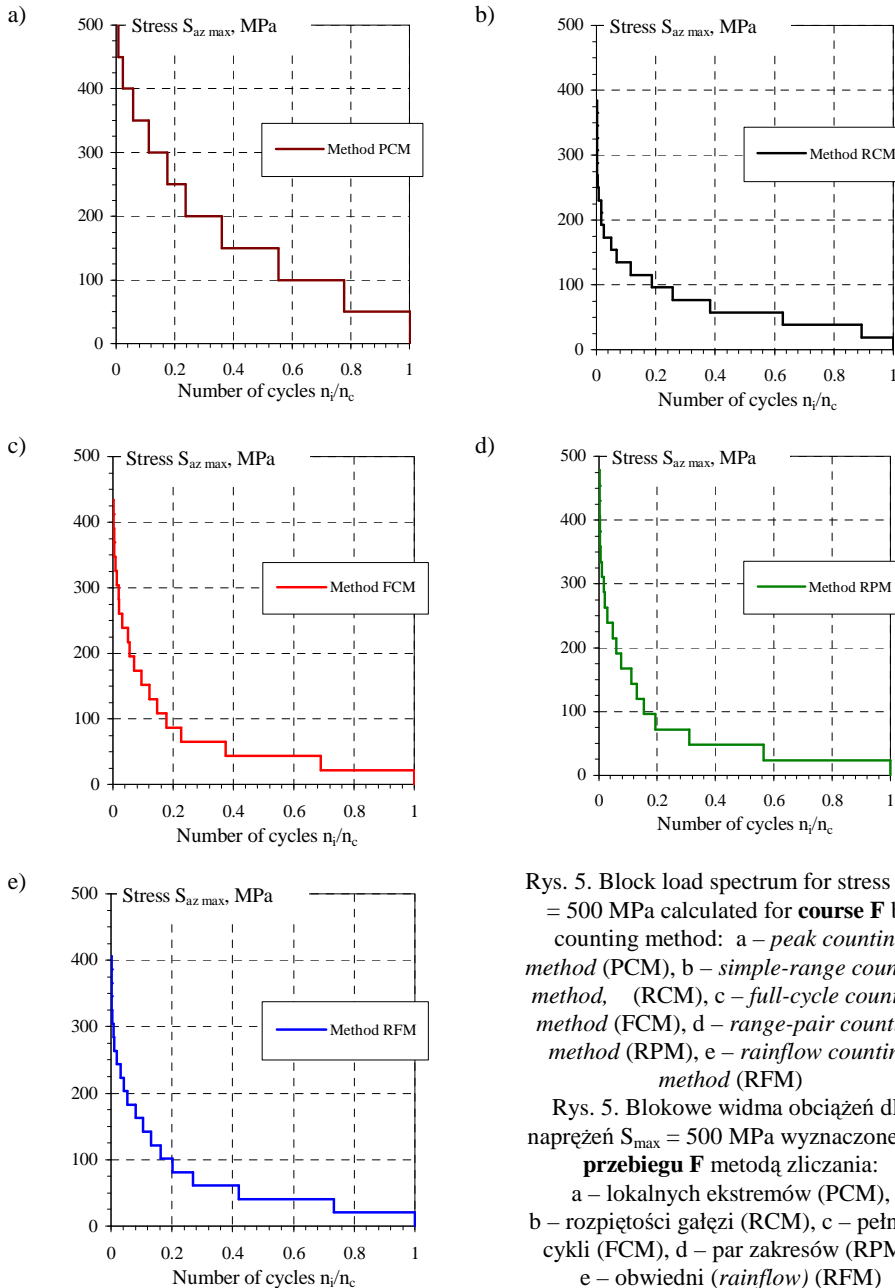 a)
Stress S_az max, MPa
500
400
300
200
100
0
Method PCM
0 0.2 0.4 0.6 0.8 1
Number of cycles n_i/n_c
b)
Stress S_az max, MPa
500
400
300
200
100
0
Method RCM
0 0.2 0.4 0.6 0.8 1
Number of cycles n_i/n_c
c)
Stress S_az max, MPa
500
400
300
200
100
0
Method FCM
0 0.2 0.4 0.6 0.8 1
Number of cycles n_i/n_c
d)
Stress S_az max, MPa
500
400
300
200
100
0
Method RPM
0 0.2 0.4 0.6 0.8 1
Number of cycles n_i/n_c
e)
Stress S_az max, MPa
500
400
300
200
100
0
Method RFM
0 0.2 0.4 0.6 0.8 1
Number of cycles n_i/n_c
Rys. 5. Block load spectrum for stress
= 500 MPa calculated for course F b
counting method: a – peak countin
method (PCM), b – simple-range coun
method, (RCM), c – full-cycle count
method (FCM), d – range-pair count
method (RPM), e – rainflow countin
method (RFM)
Rys. 5. Blokowe widma obciążeń dl
naprężeń S_max = 500 MPa wyznaczone
przebiegu F metodą zliczania:
a – lokalnych ekstremów (PCM),
b – rozpiętości gałęzi (RCM), c – pełn
cykli (FCM), d – par zakresów (RPM
e – obwiedni (rainflow) (RFM)